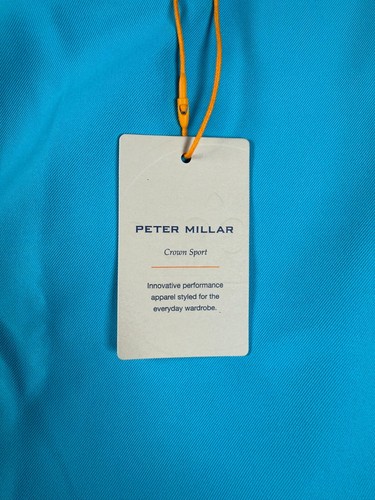 PETER MILLAR
Crown Sport
Innovative performance
apparel styled for the
everyday wardrobe.